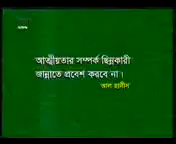 আত্মীয়তার সম্পর্ক ছিন্নকারী
জান্নাতে প্রবেশ করবে না।
আল হাদীস